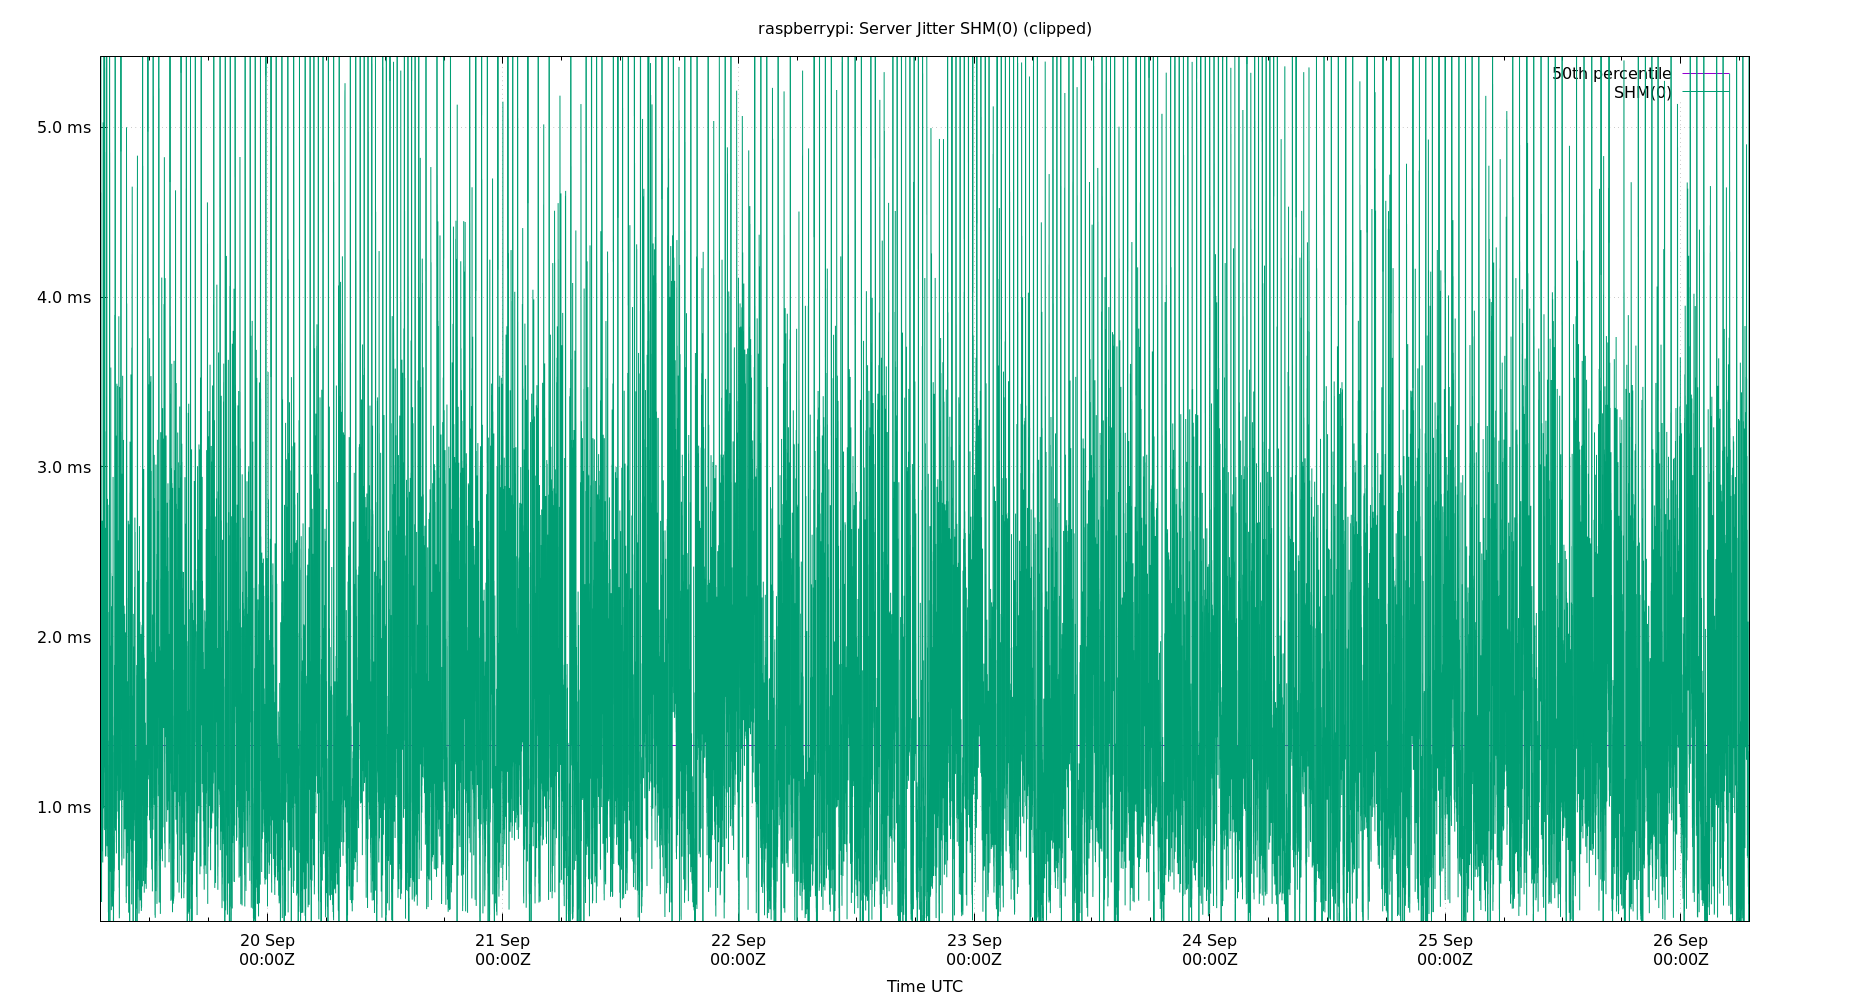 raspberrypi: Server Jitter SHM(0) (clipped)
50th percentile
SHM(0)
5.0 ms
4.0 ms
3.0 ms
2.0 ms
1.0 ms
20 Sep
00:00Z
21 Sep
00:00Z
22 Sep
00:00Z
23 Sep
00:00Z
24 Sep
00:00Z
25 Sep
00:00Z
26 Sep
00:00Z
Time UTC